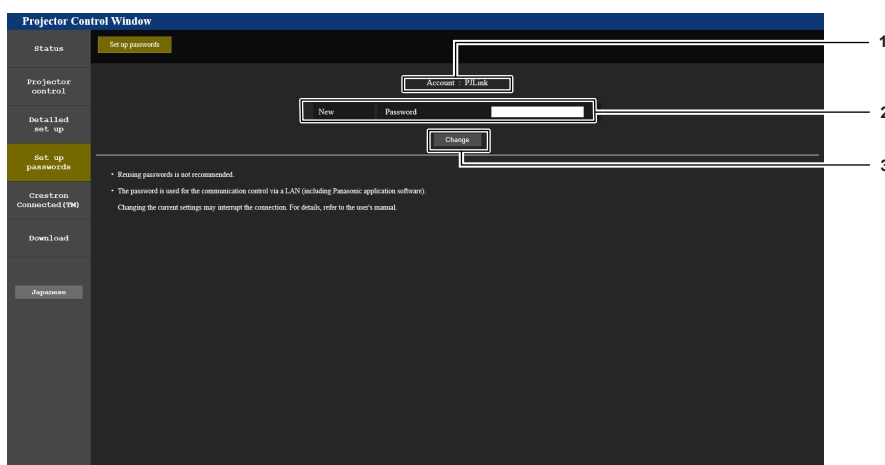 Projector Control Window
Status
Set up passwords
1
Projector
control
Account : PJLink
Detailed
set up
New Password
2
Change
Set up
passwords
3
• Reusing passwords is not recommended.
• The password is used for the communication control via a LAN (including Panasonic application software).
Changing the current settings may interrupt the connection. For details, refer to the user's manual.
Crestron
Connected(TM)
Download
Japanese